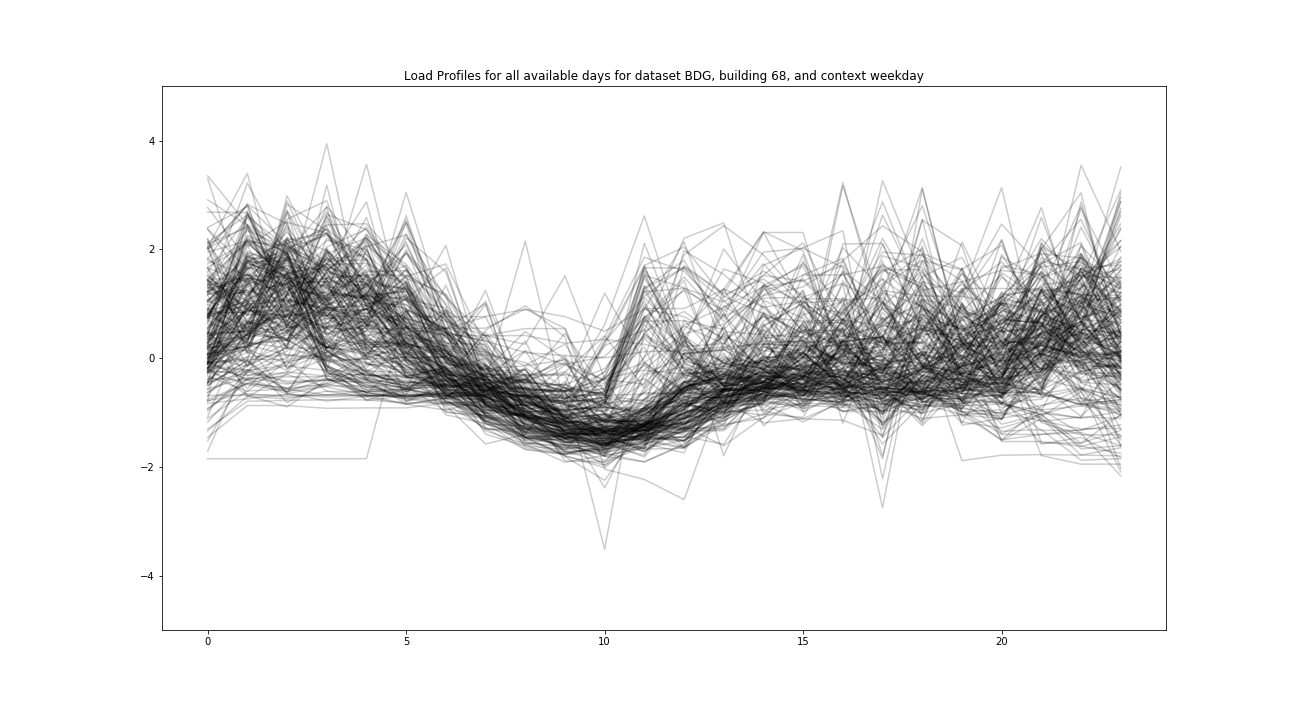 Load Profiles for all available days for dataset BDG, building 68, and context weekday
4
2
0
−2
−4
0 5 10 15 20